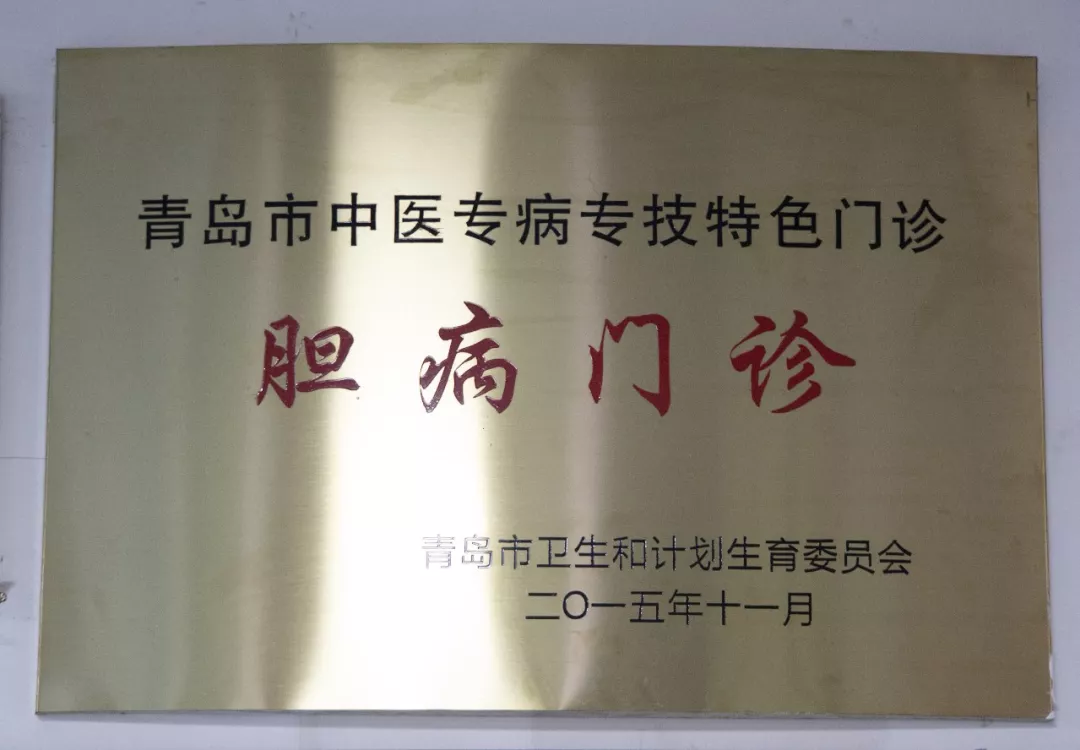 青岛市中医专病专技特色门诊
胆病门诊
青岛市卫生和计划生育委员会
二〇一五年十一月